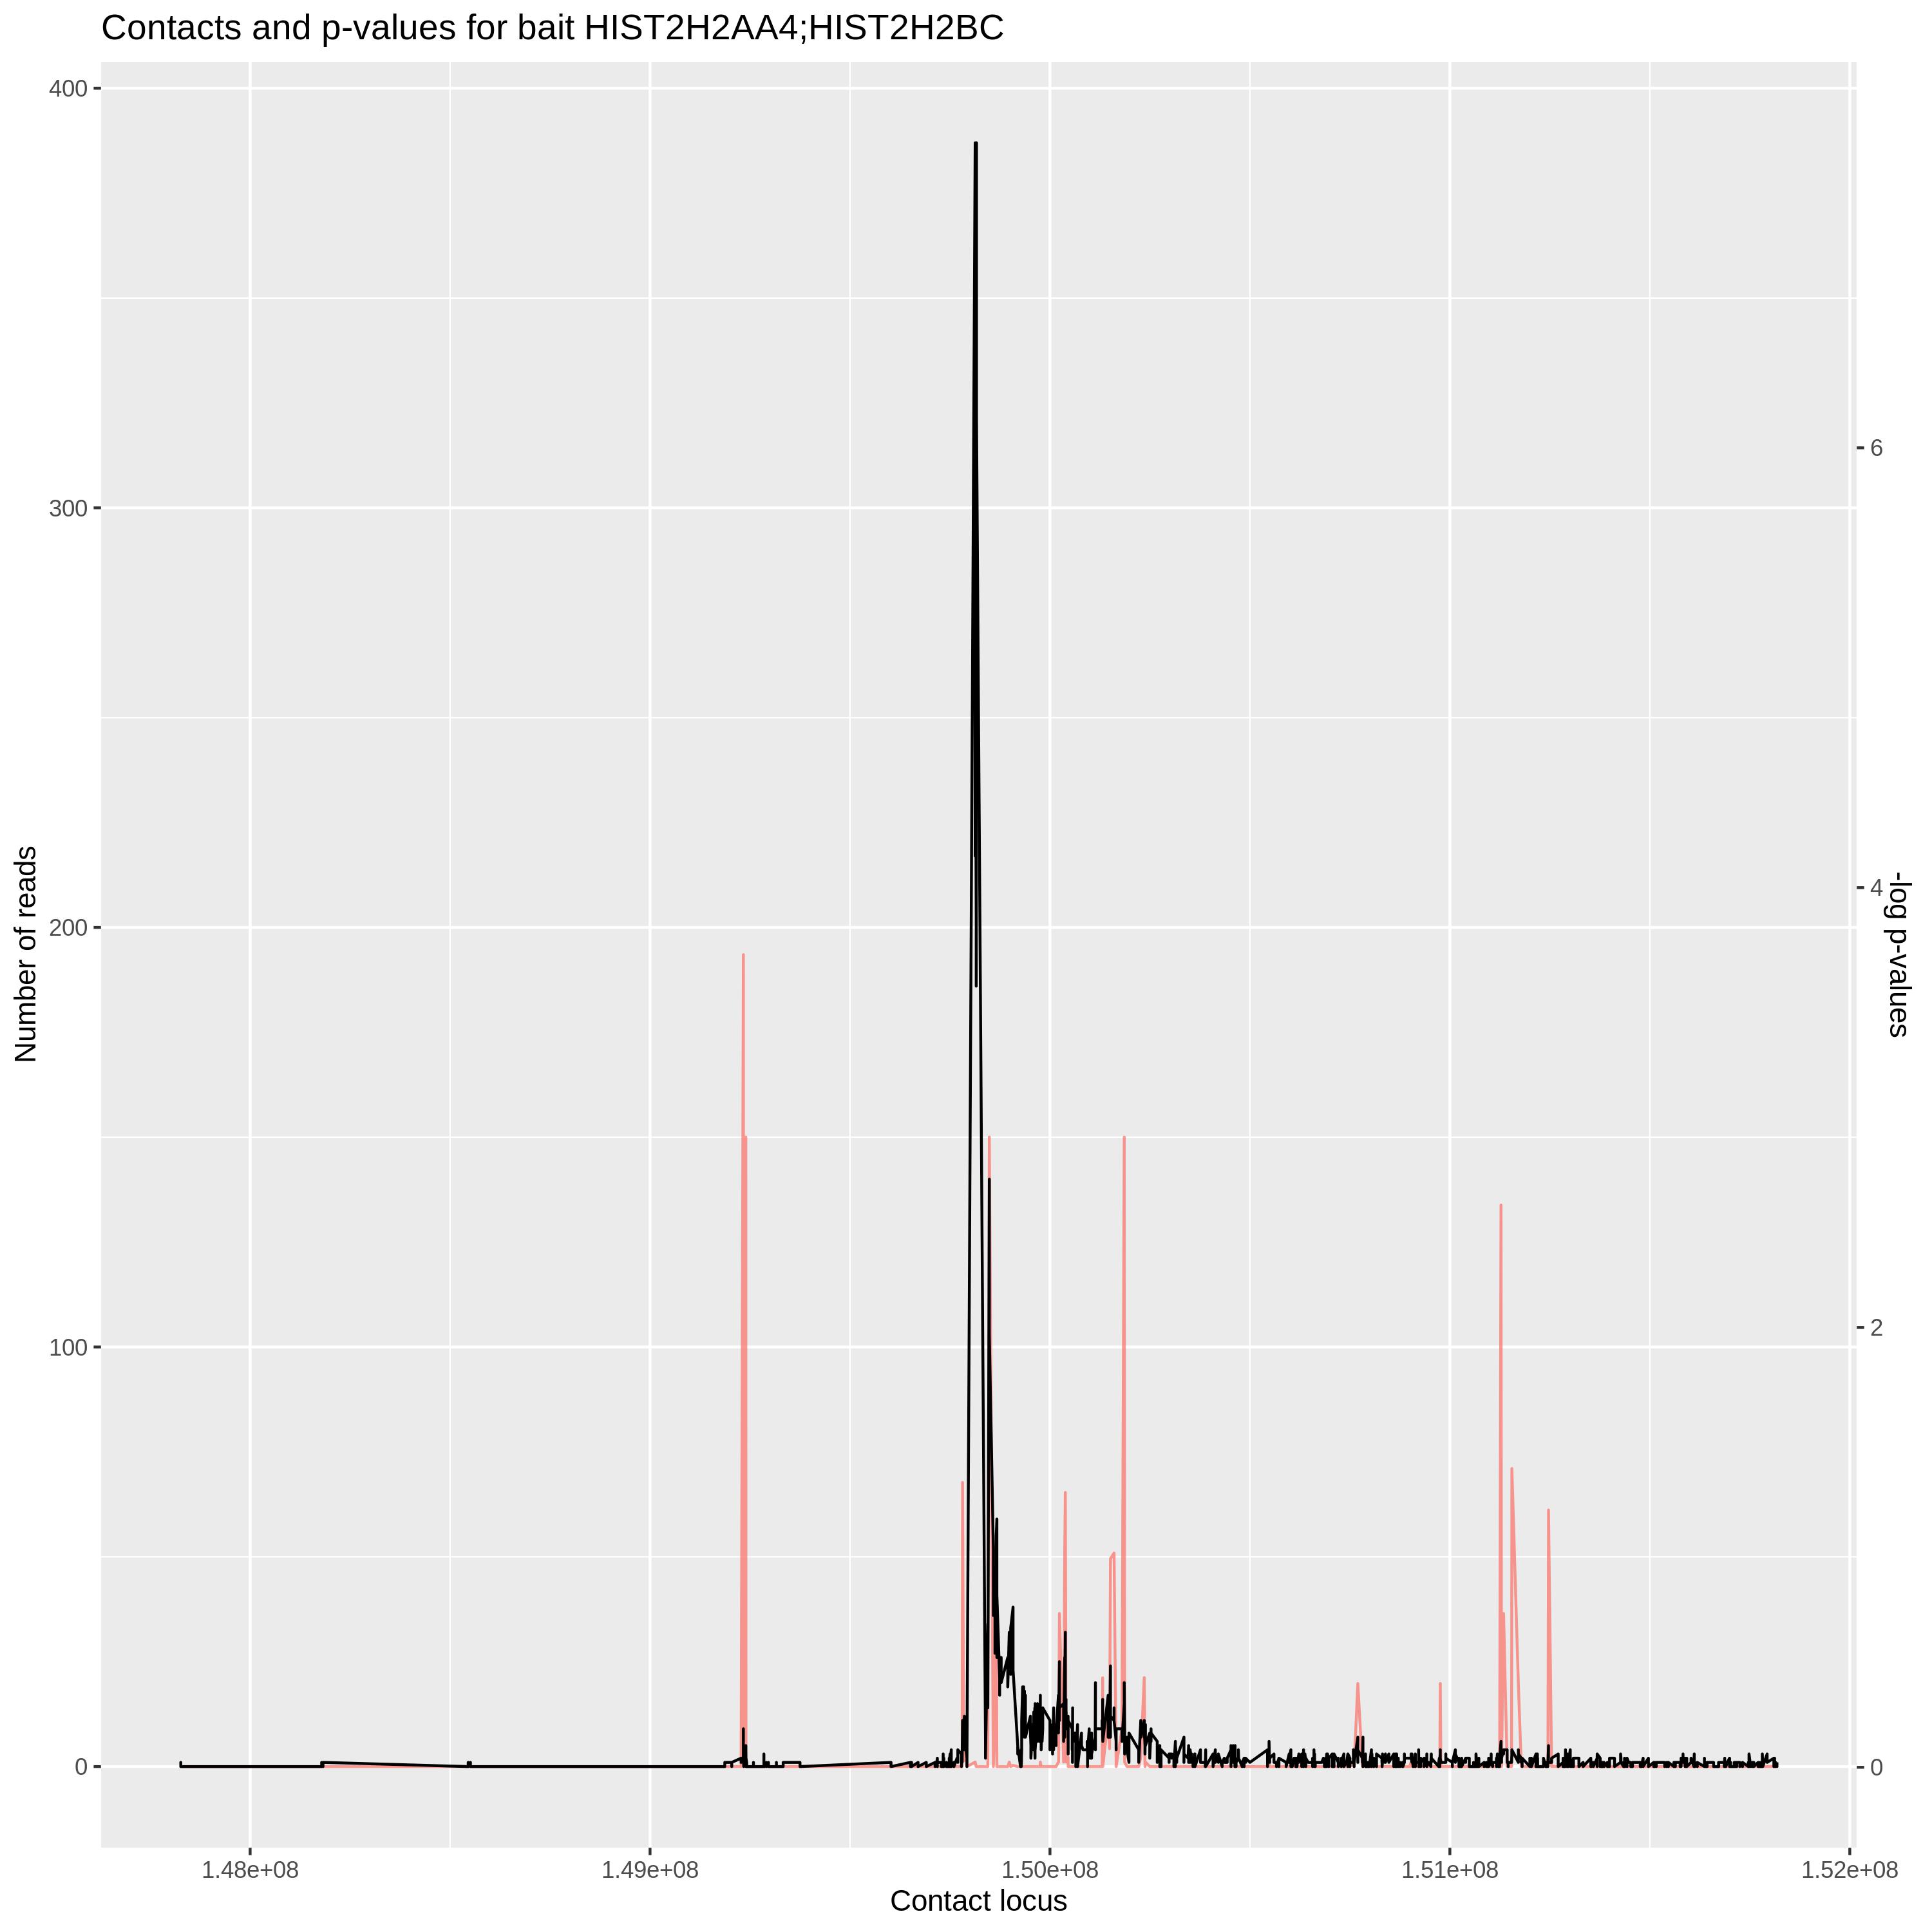 Contacts and p-values for bait HIST2H2AA4;HIST2H2BC
400
300
200
100
0
Number of reads
6
4
2
0
-log p-values
1.48e+08
1.49e+08
1.50e+08
1.51e+08
1.52e+08
Contact locus